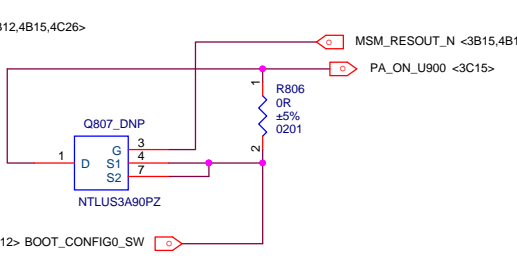 B12,4B15,4C26>
MSM_RESOUT_N <3B15,4B1
PA_ON_U900 <3C15>
1
R806
0R
±5%
0201
2
Q807_DNP
1 D G 3
S1 4
S2 7
NTLUS3A90PZ
12> BOOT_CONFIG0_SW